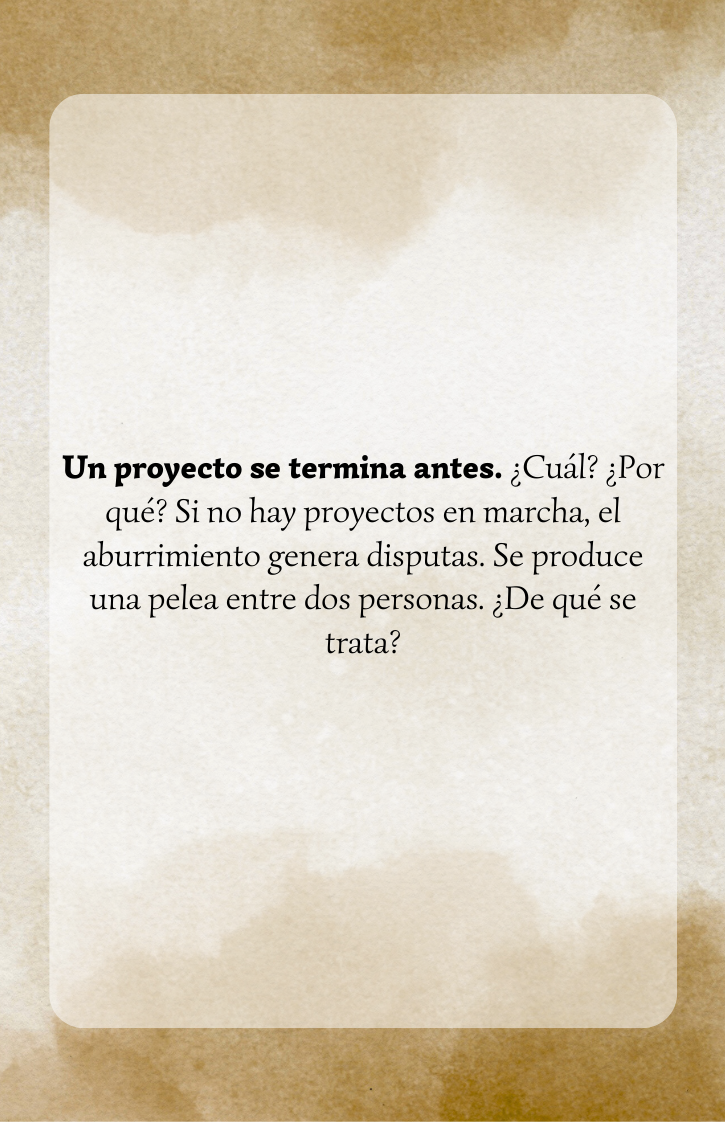 Un proyecto se termina antes. ¿Cuál? ¿Por
qué? Si no hay proyectos en marcha, el
aburrimiento genera disputas. Se produce
una pelea entre dos personas. ¿De qué se
trata?